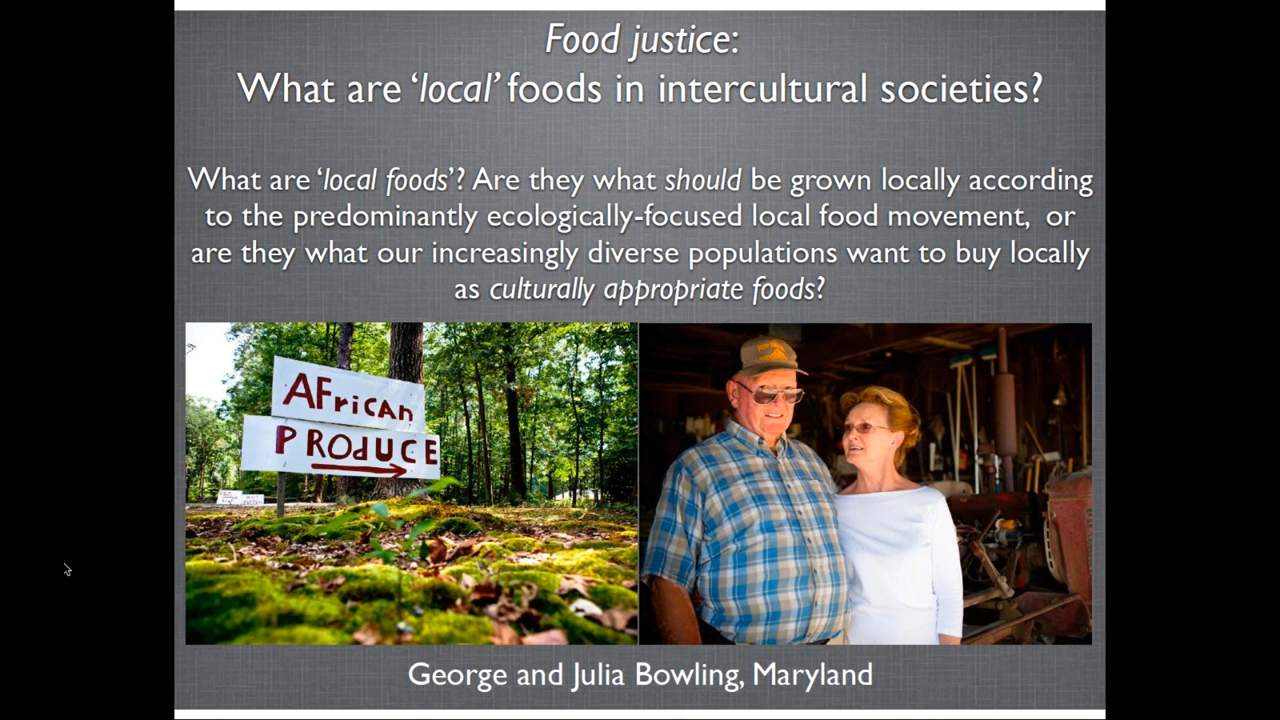 Food justice:
What are ‘local’ foods in intercultural societies?
What are ‘local foods’? Are they what should be grown locally according
to the predominantly ecologically-focused local food movement, or
are they what our increasingly diverse populations want to buy locally
as culturally appropriate foods?
AFricAn
PROdUCE
George and Julia Bowling, Maryland